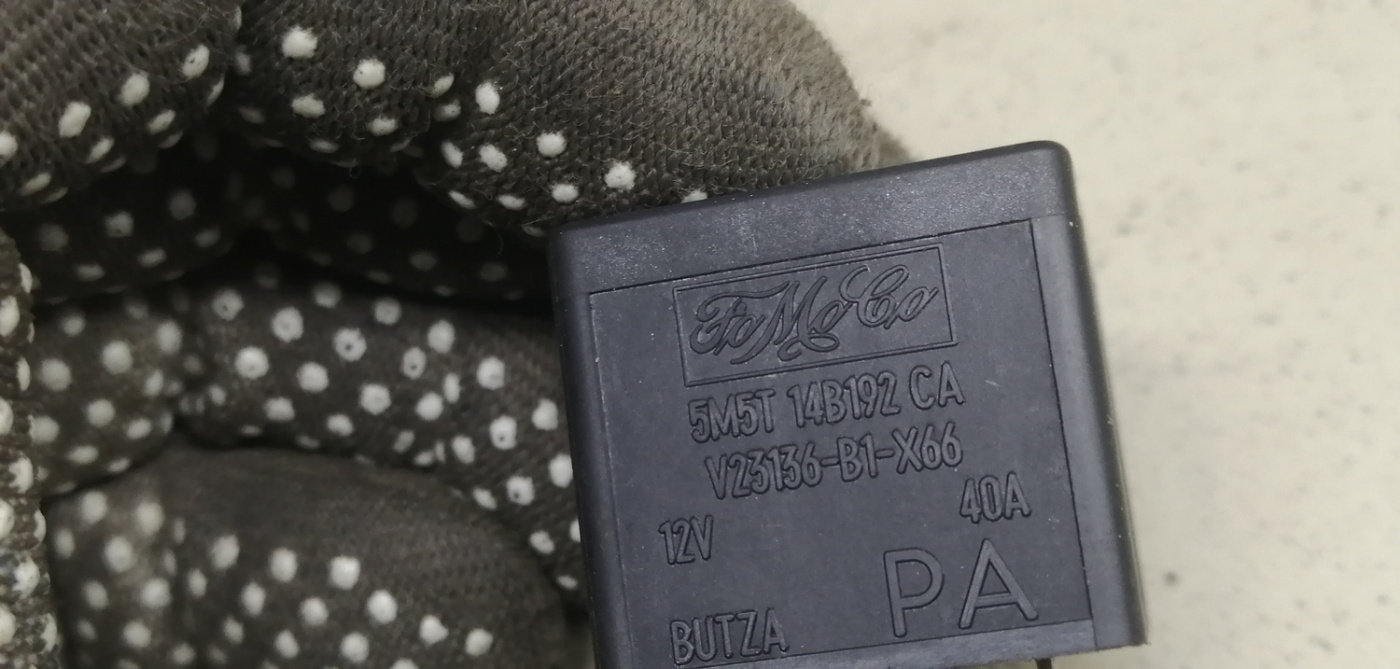 FoMoCo
5M5T 14B192 CA
V23136-B1-X66
12V 40A
BUTZA PA